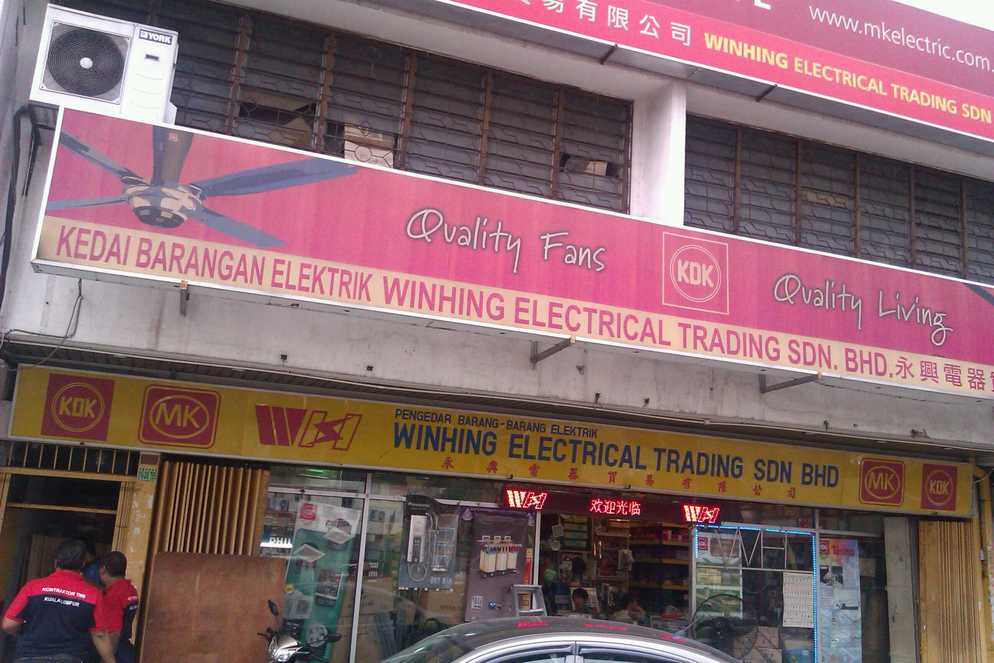 YORK
www.mkelectric.com.
易有限公司 WINHING ELECTRICAL TRADING SDN
Quality Fans
KDK
Quality Living
KEDAI BARANGAN ELEKTRIK WINHING ELECTRICAL TRADING SDN. BHD. 永興電器
KDK
MK
PENGEDAR BARANG-BARANG ELEKTRIK
WINHING ELECTRICAL TRADING SDN BHD
永興電器貿易有限公司
MK
KDK
欢迎光临
KONTRAKTOR TNB
KUALA LUMPUR